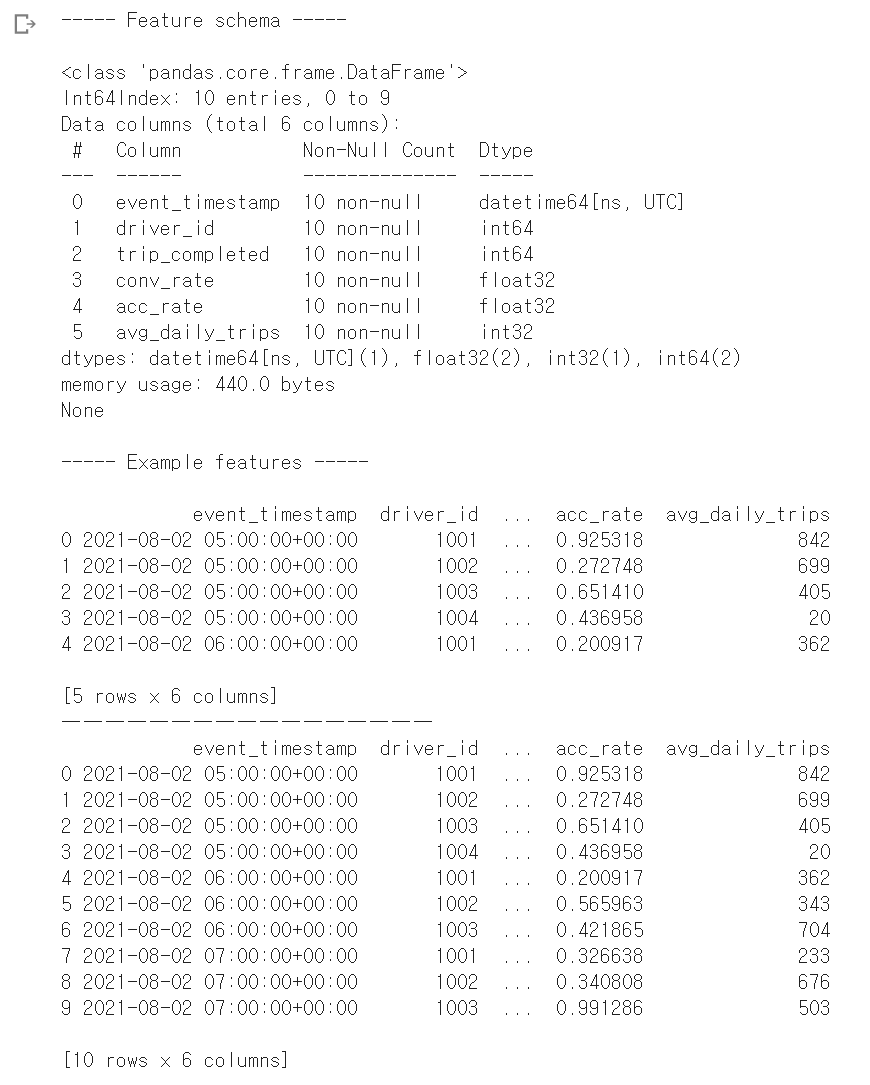 ----- Feature schema -----
<class 'pandas.core.frame.DataFrame'>
Int64Index: 10 entries, 0 to 9
Data columns (total 6 columns):
 #   Column           Non-Null Count  Dtype
---  ------           --------------  -----
 0   event_timestamp  10 non-null     datetime64[ns, UTC]
 1   driver_id        10 non-null     int64
 2   trip_completed   10 non-null     int64
 3   conv_rate        10 non-null     float32
 4   acc_rate         10 non-null     float32
 5   avg_daily_trips  10 non-null     int32
dtypes: datetime64[ns, UTC](1), float32(2), int32(1), int64(2)
memory usage: 440.0 bytes
None
----- Example features -----
            event_timestamp  driver_id  ...  acc_rate  avg_daily_trips
0 2021-08-02 05:00:00+00:00       1001  ...  0.925318              842
1 2021-08-02 05:00:00+00:00       1002  ...  0.272748              699
2 2021-08-02 05:00:00+00:00       1003  ...  0.651410              405
3 2021-08-02 05:00:00+00:00       1004  ...  0.436958               20
4 2021-08-02 06:00:00+00:00       1001  ...  0.200917              362
[5 rows x 6 columns]
—————————————————
            event_timestamp  driver_id  ...  acc_rate  avg_daily_trips
0 2021-08-02 05:00:00+00:00       1001  ...  0.925318              842
1 2021-08-02 05:00:00+00:00       1002  ...  0.272748              699
2 2021-08-02 05:00:00+00:00       1003  ...  0.651410              405
3 2021-08-02 05:00:00+00:00       1004  ...  0.436958               20
4 2021-08-02 06:00:00+00:00       1001  ...  0.200917              362
5 2021-08-02 06:00:00+00:00       1002  ...  0.565963              343
6 2021-08-02 06:00:00+00:00       1003  ...  0.421865              704
7 2021-08-02 07:00:00+00:00       1001  ...  0.326638              233
8 2021-08-02 07:00:00+00:00       1002  ...  0.340808              676
9 2021-08-02 07:00:00+00:00       1003  ...  0.991286              503
[10 rows x 6 columns]